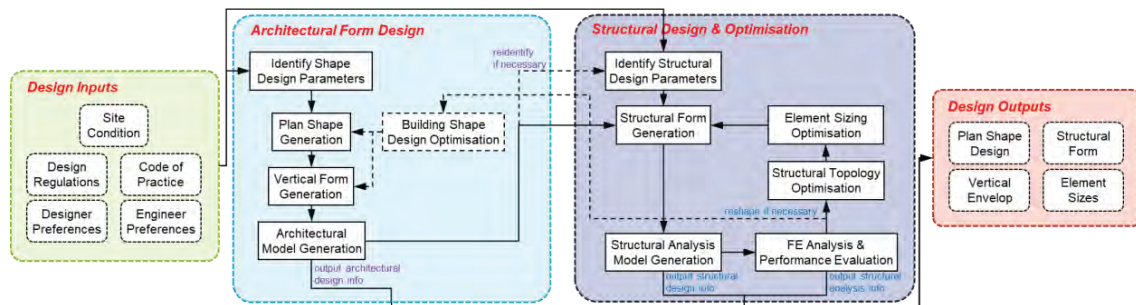 Design Inputs
Site
Condition
Design
Regulations
Code of
Practice
Designer
Preferences
Engineer
Preferences
Architectural Form Design
Identify Shape
Design Parameters
reidentify
if necessary
Plan Shape
Generation
Building Shape
Design Optimisation
Vertical Form
Generation
Architectural
Model Generation
output architectural
design info
Structural Design & Optimisation
Identify Structural
Design Parameters
Structural Form
Generation
Element Sizing
Optimisation
Structural Topology
Optimisation
reshape if necessary
Structural Analysis
Model Generation
FE Analysis &
Performance Evaluation
output structural
design info
output structural
analysis info
Design Outputs
Plan Shape
Design
Structural
Form
Vertical
Envelop
Element
Sizes